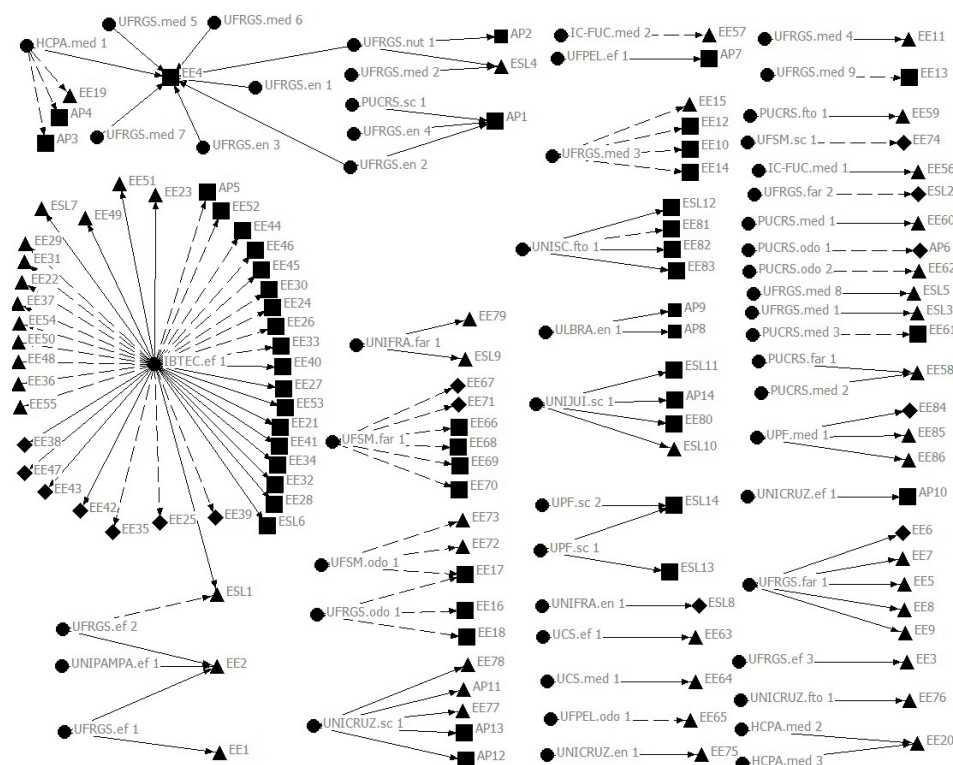 UFRGS.med 5
UFRGS.med 6
HCPA.med 1
EE4
UFRGS.en 1
EE19
AP4
AP3
UFRGS.med 7
UFRGS.en 3
UFRGS.nut 1
AP2
UFRGS.med 2
ESL4
PUCRS.sc 1
AP1
UFRGS.en 4
UFRGS.en 2
IC-FUC.med 2
EE57
UFPEL.ef 1
AP7
EE15
EE12
UFRGS.med 3
EE10
EE14
UFRGS.med 4
EE11
UFRGS.med 9
EE13
PUCRS.fto 1
EE59
UFSM.sc 1
EE74
IC-FUC.med 1
EE56
UFRGS.far 2
ESL2
PUCRS.med 1
EE60
PUCRS.odo 1
AP6
PUCRS.odo 2
EE62
UFRGS.med 8
ESL5
UFRGS.med 1
ESL3
PUCRS.med 3
EE61
PUCRS.far 1
EE58
PUCRS.med 2
EE84
UPF.med 1
EE85
EE86
UNICRUZ.ef 1
AP10
EE6
EE7
UFRGS.far 1
EE5
EE8
EE9
UFRGS.ef 3
EE3
UNICRUZ.fto 1
EE76
HCPA.med 2
EE20
HCPA.med 3
EE51
EE23
AP5
EE52
ESL7
EE49
EE44
EE29
EE46
EE31
EE45
EE22
EE30
EE37
EE24
EE54
EE26
EE50
EE33
EE48
IBTEC.ef 1
EE40
EE36
EE27
EE55
EE53
EE21
EE38
EE41
EE47
EE34
EE43
EE32
EE42
EE28
EE35
EE25
EE39
ESL6
ESL1
UFRGS.ef 2
UNIPAMPA.ef 1
EE2
UFRGS.ef 1
EE1
EE79
UNIFRA.far 1
ESL9
EE67
EE71
EE66
UFSM.far 1
EE68
EE69
EE70
EE73
EE72
UFSM.odo 1
EE17
UFRGS.odo 1
EE16
EE18
EE78
AP11
EE77
UNICRUZ.sc 1
AP13
AP12
ESL12
EE81
UNISC.fto 1
EE82
EE83
AP9
ULBRA.en 1
AP8
ESL11
UNIJUI.sc 1
AP14
EE80
ESL10
UPF.sc 2
ESL14
UPF.sc 1
ESL13
UNIFRA.en 1
ESL8
UCS.ef 1
EE63
UCS.med 1
EE64
UFPEL.odo 1
EE65
UNICRUZ.en 1
EE75